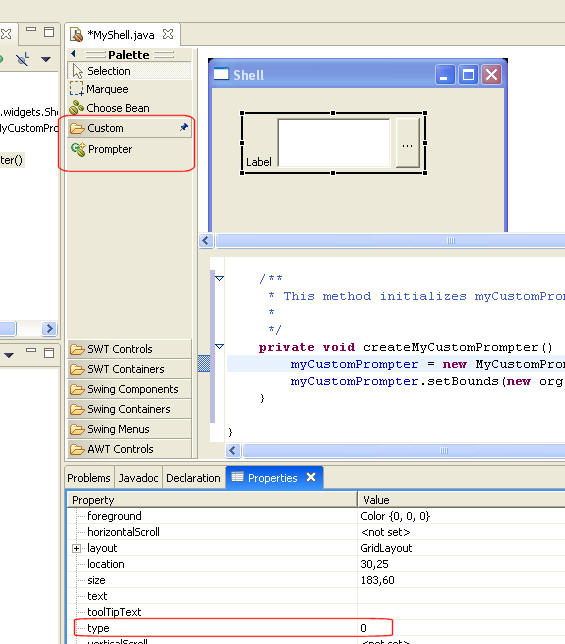 *MyShell.java
Palette
Selection
Marquee
Choose Bean
Custom
Prompter
.widgets.Sh
yCustomPro
ter()
Shell
Label
...
/**
* This method initializes myCustomPro
*
*/
private void createMyCustomPrompter()
myCustomPrompter = new MyCustomProm
myCustomPrompter.setBounds(new org
}
}
SWT Controls
SWT Containers
Swing Components
Swing Containers
Swing Menus
AWT Controls
Problems Javadoc Declaration Properties
Property Value
foreground Color {0, 0, 0}
horizontalScroll <not set>
layout GridLayout
location 30,25
size 183,60
text
toolTipText
type 0
verticalScroll <not set>